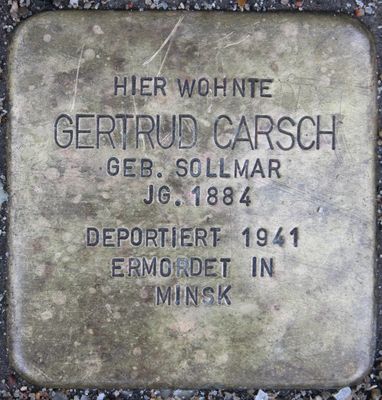 HIER WOHNTE
GERTRUD CARSCH
GEB. SOLLMAR
JG. 1884
DEPORTIERT 1941
ERMORDET IN
MINSK